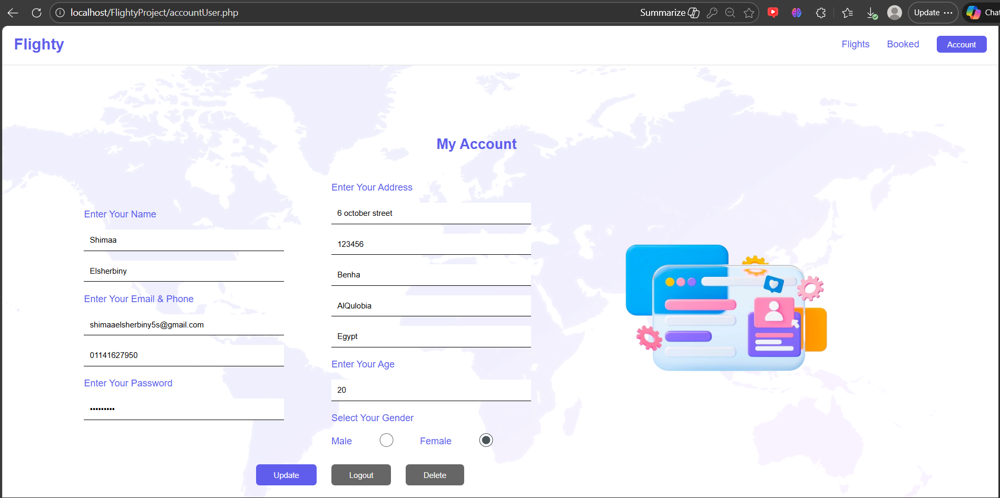 localhost/FlightyProject/accountUser.php
Summarize
Update
Chat
Flighty
Flights
Booked
Account
My Account
Enter Your Name
Shimaa
Elsherbiny
Enter Your Email & Phone
shimaaelsherbiny5s@gmail.com
01141627950
Enter Your Password
•••••••••
Enter Your Address
6 october street
123456
Benha
AlQulobia
Egypt
Enter Your Age
20
Select Your Gender
Male
Female
Update
Logout
Delete